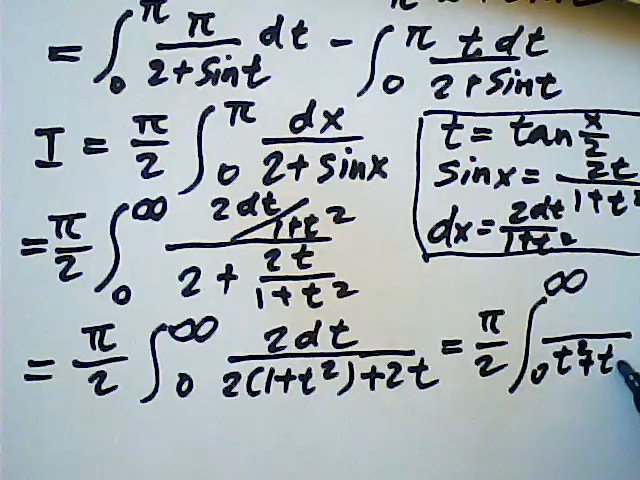 = ∫₀^π π/(2+sint) dt - ∫₀^π t dt/(2+sint)
I = π/2 ∫₀^π dx/(2+sinx)
t = tan x/2
sinx = 2t/(1+t²)
dx = 2dt/(1+t²)
= π/2 ∫₀^∞ (2dt/(1+t²))/(2 + 2t/(1+t²))
= π/2 ∫₀^∞ 2dt/(2(1+t²)+2t) = π/2 ∫₀^∞ /(t²+t